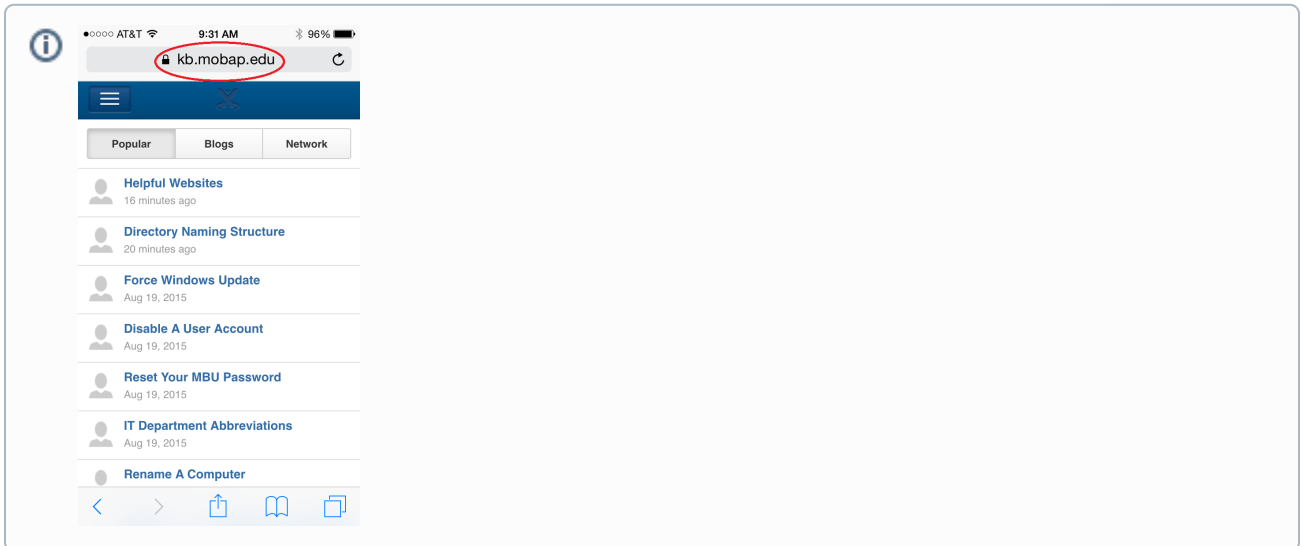 AT&T 9:31 AM 96%
kb.mobap.edu
Popular Blogs Network
Helpful Websites
16 minutes ago
Directory Naming Structure
20 minutes ago
Force Windows Update
Aug 19, 2015
Disable A User Account
Aug 19, 2015
Reset Your MBU Password
Aug 19, 2015
IT Department Abbreviations
Aug 19, 2015
Rename A Computer